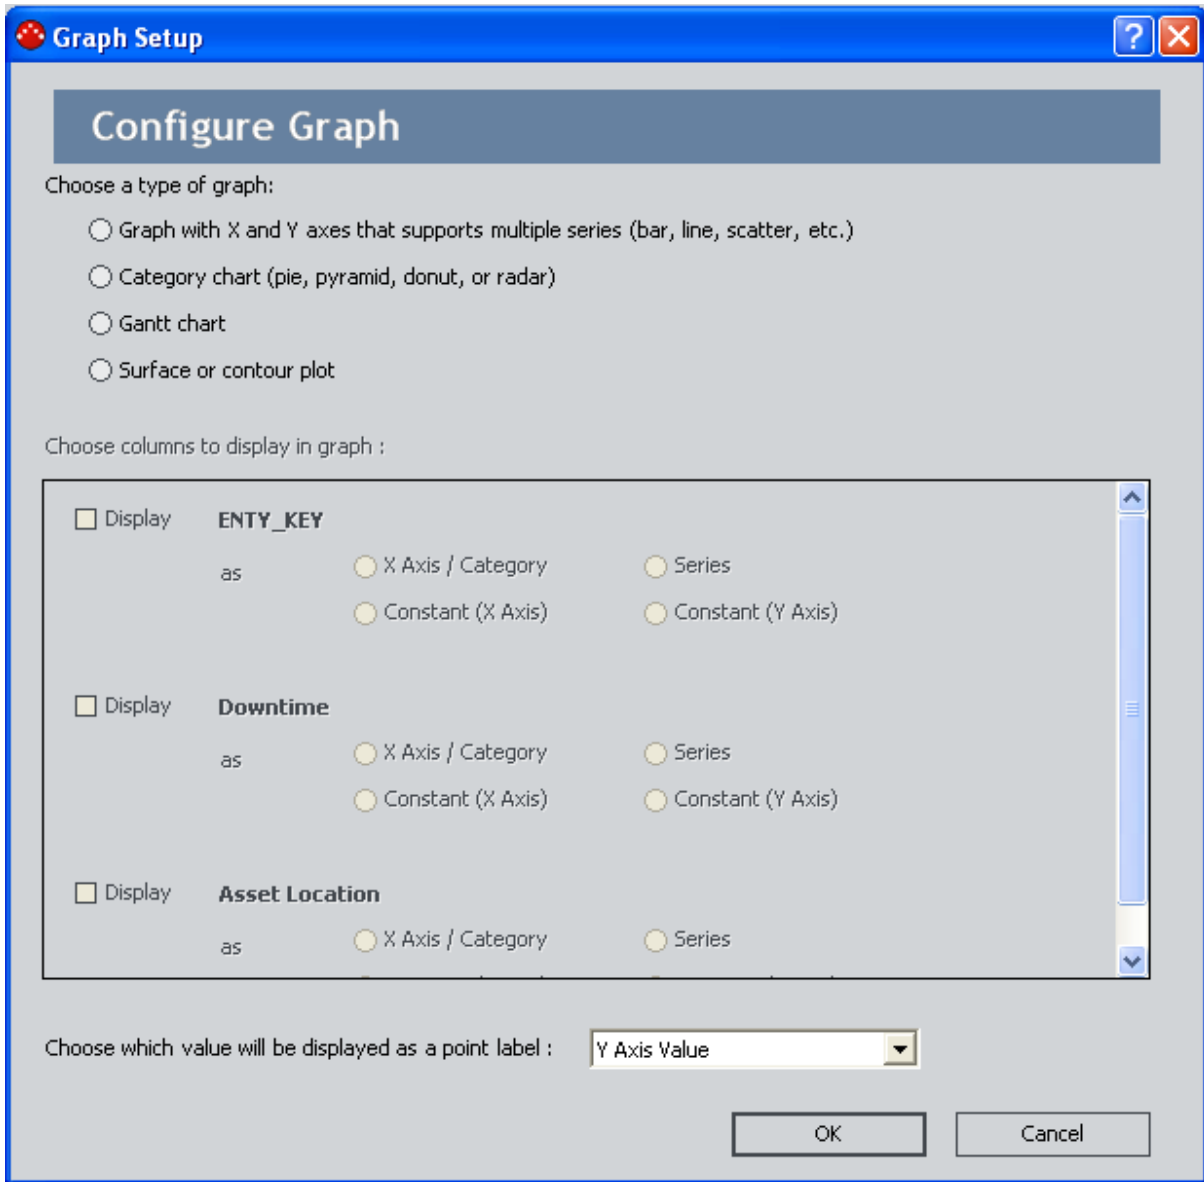 Graph Setup
Configure Graph
Choose a type of graph:
Graph with X and Y axes that supports multiple series (bar, line, scatter, etc.)
Category chart (pie, pyramid, donut, or radar)
Gantt chart
Surface or contour plot
Choose columns to display in graph :
Display ENTY_KEY
as X Axis / Category Series
Constant (X Axis) Constant (Y Axis)
Display Downtime
as X Axis / Category Series
Constant (X Axis) Constant (Y Axis)
Display Asset Location
as X Axis / Category Series
Choose which value will be displayed as a point label : Y Axis Value
OK Cancel